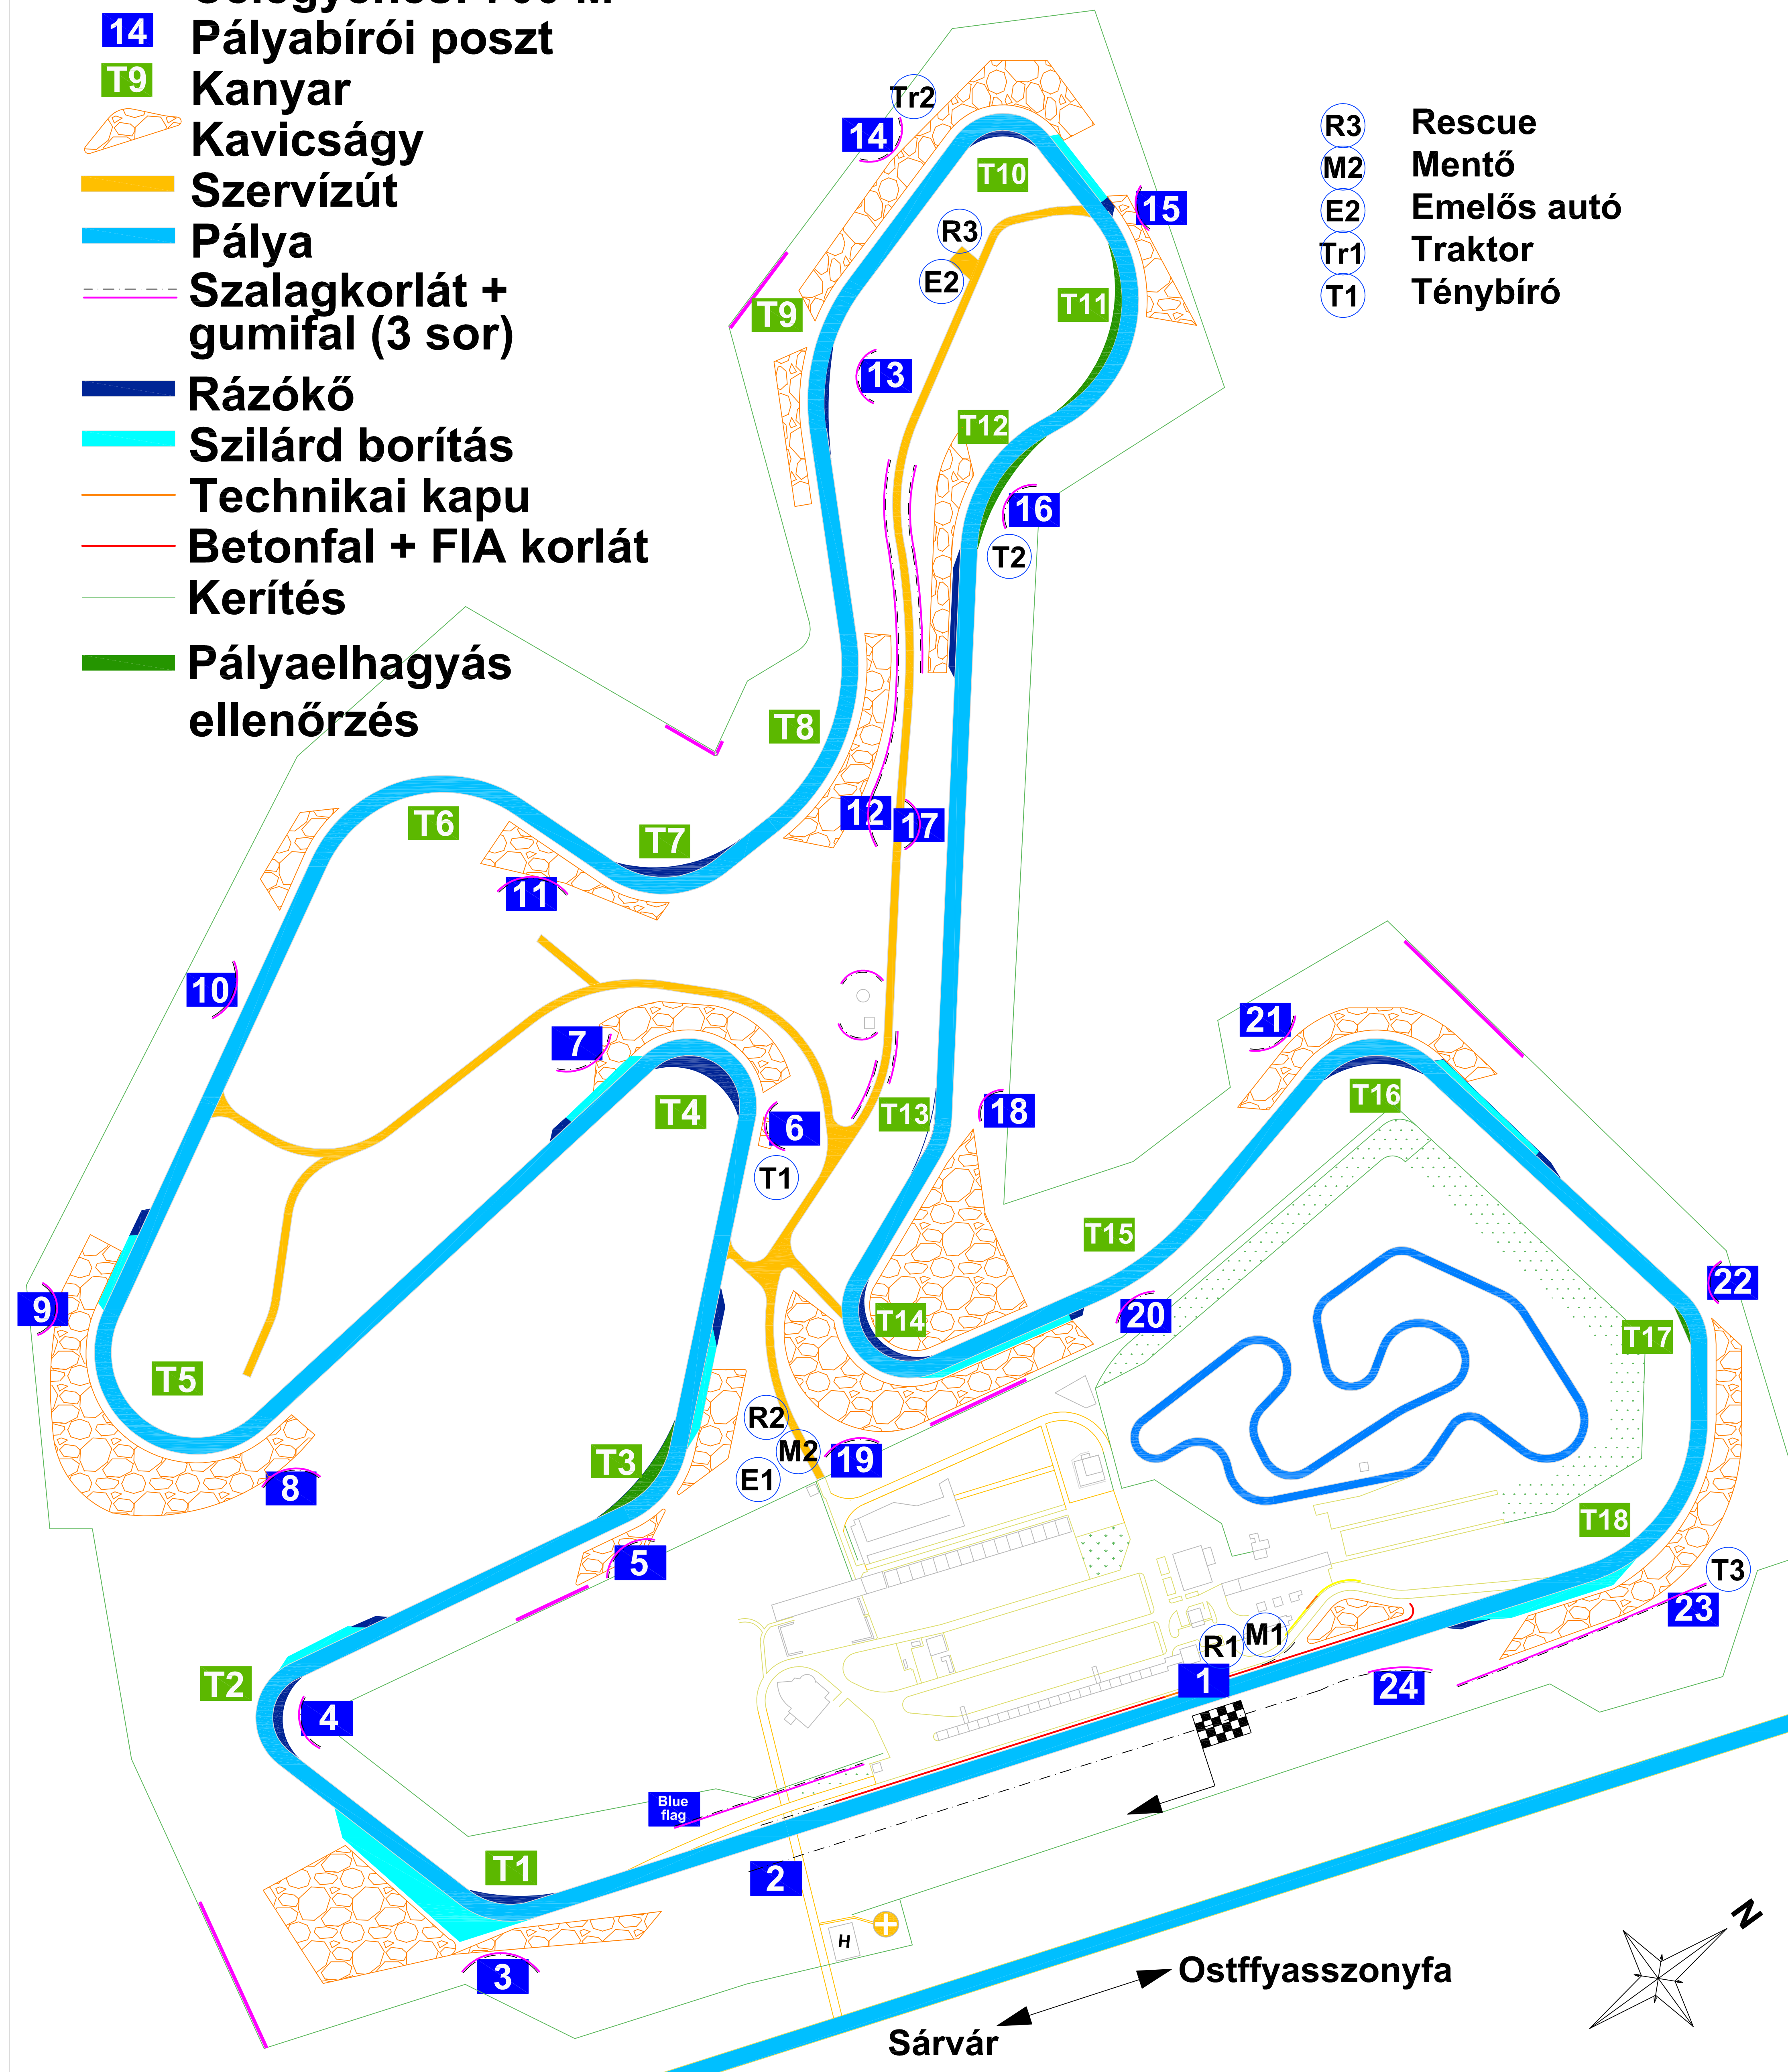 14 Pályabírói poszt
T9 Kanyar
Kavicságy
Szervízút
Pálya
Szalagkorlát +
gumifal (3 sor)
Rázókő
Szilárd borítás
Technikai kapu
Betonfal + FIA korlát
Kerítés
Pályaelhagyás
ellenőrzés
R3 Rescue
M2 Mentő
E2 Emelős autó
Tr1 Traktor
T1 Ténybíró
Tr2
14
T10
15
R3
E2
T11
T9
13
T12
16
T2
T8
12
17
T6
T7
11
10
7
21
T4
T13
18
T16
6
T1
T15
22
9
20
T14
T17
T5
R2
M2
19
T3
E1
8
T18
5
T3
23
R1
M1
1
24
T2
4
Blue
flag
T1
2
H
3
N
Ostffyasszonyfa
Sárvár